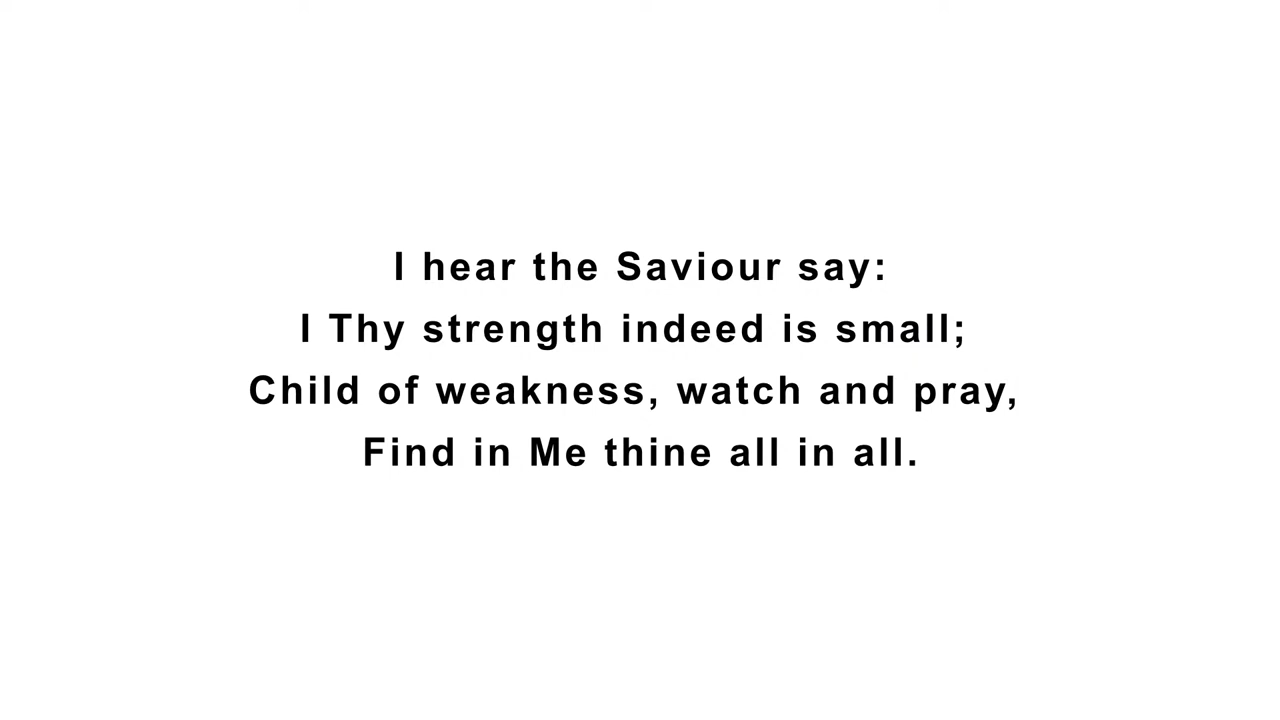 I hear the Saviour say:
I Thy strength indeed is small;
Child of weakness, watch and pray,
Find in Me thine all in all.